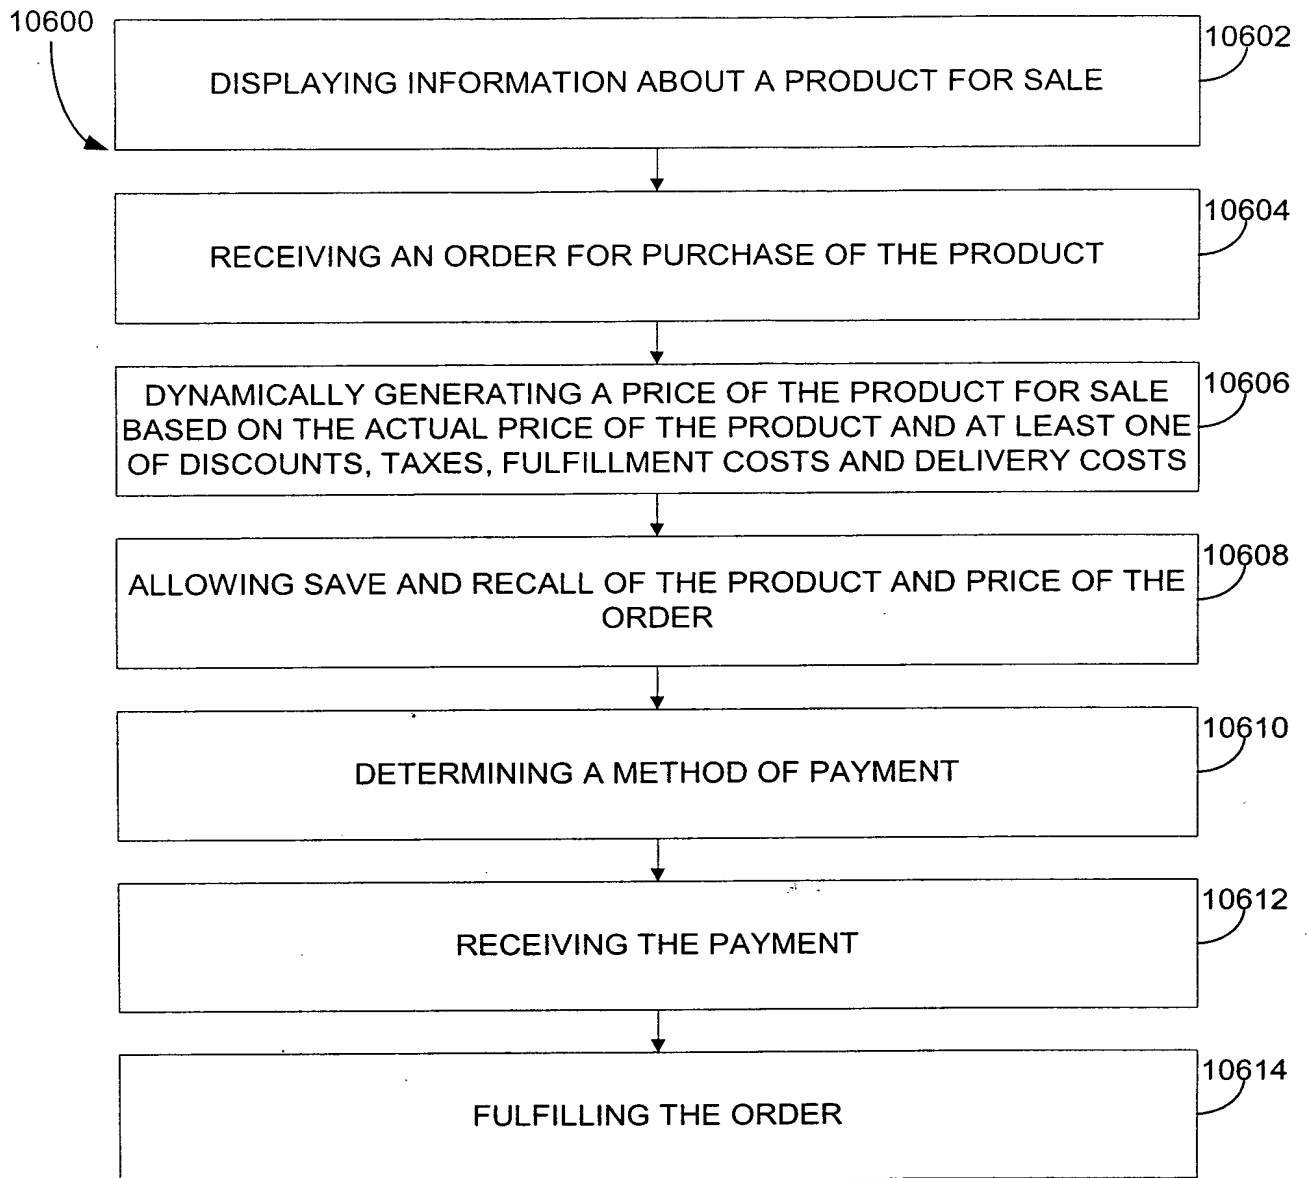 10600
10602
DISPLAYING INFORMATION ABOUT A PRODUCT FOR SALE
10604
RECEIVING AN ORDER FOR PURCHASE OF THE PRODUCT
10606
DYNAMICALLY GENERATING A PRICE OF THE PRODUCT FOR SALE
BASED ON THE ACTUAL PRICE OF THE PRODUCT AND AT LEAST ONE
OF DISCOUNTS, TAXES, FULFILLMENT COSTS AND DELIVERY COSTS
10608
ALLOWING SAVE AND RECALL OF THE PRODUCT AND PRICE OF THE
ORDER
10610
DETERMINING A METHOD OF PAYMENT
10612
RECEIVING THE PAYMENT
10614
FULFILLING THE ORDER